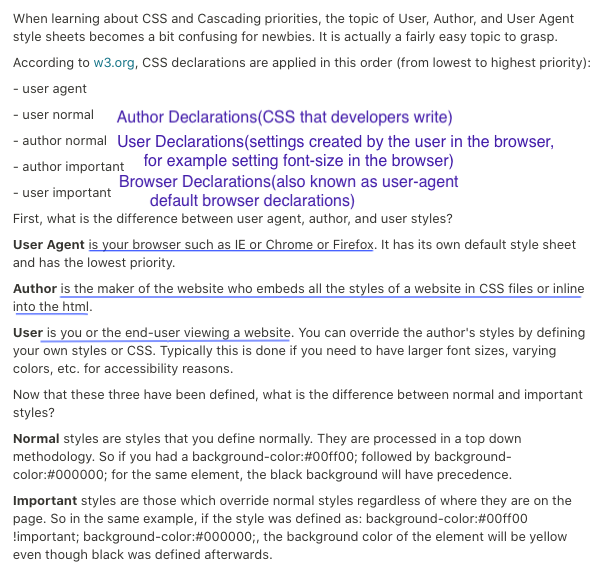 When learning about CSS and Cascading priorities, the topic of User, Author, and User Agent
style sheets becomes a bit confusing for newbies. It is actually a fairly easy topic to grasp.
According to w3.org, CSS declarations are applied in this order (from lowest to highest priority):
- user agent
- user normal
Author Declarations(CSS that developers write)
- author normal
User Declarations(settings created by the user in the browser,
for example setting font-size in the browser)
- author important
Browser Declarations(also known as user-agent
- user important
default browser declarations)
First, what is the difference between user agent, author, and user styles?
User Agent is your browser such as IE or Chrome or Firefox. It has its own default style sheet
and has the lowest priority.
Author is the maker of the website who embeds all the styles of a website in CSS files or inline
into the html.
User is you or the end-user viewing a website. You can override the author's styles by defining
your own styles or CSS. Typically this is done if you need to have larger font sizes, varying
colors, etc. for accessibility reasons.
Now that these three have been defined, what is the difference between normal and important
styles?
Normal styles are styles that you define normally. They are processed in a top down
methodology. So if you had a background-color:#00ff00; followed by background-
color:#000000; for the same element, the black background will have precedence.
Important styles are those which override normal styles regardless of where they are on the
page. So in the same example, if the style was defined as: background-color:#00ff00
!important; background-color:#000000;, the background color of the element will be yellow
even though black was defined afterwards.